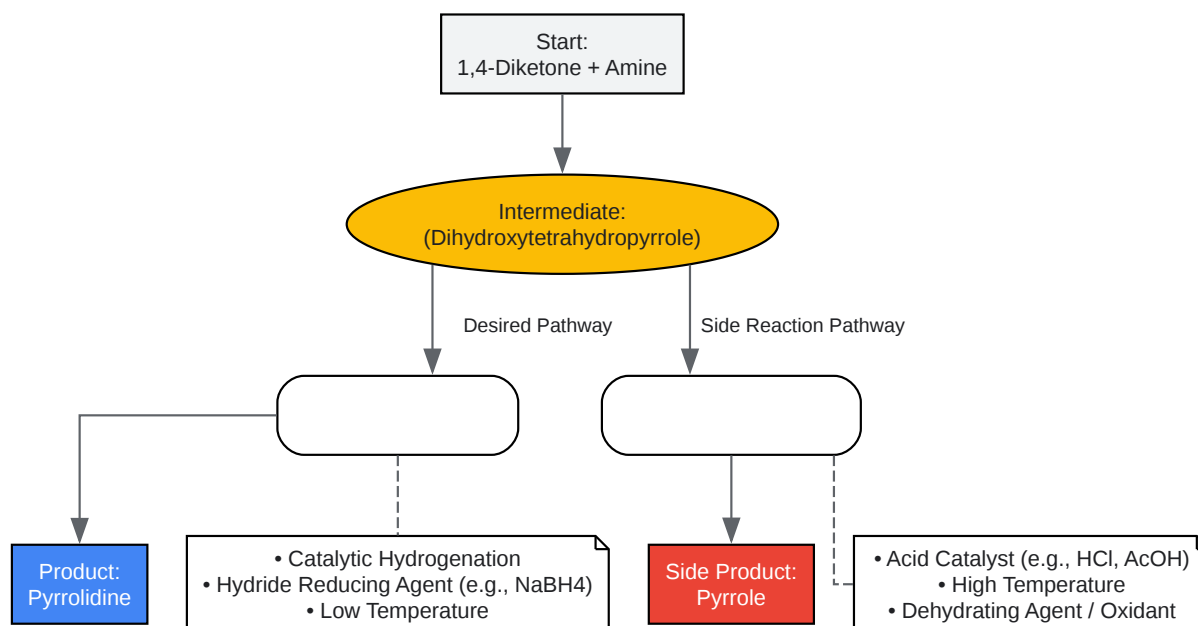 Start:
1,4-Diketone + Amine
Intermediate:
(Dihydroxytetrahydropyrrole)
Desired Pathway
Side Reaction Pathway
Product:
Pyrrolidine
• Catalytic Hydrogenation
• Hydride Reducing Agent (e.g., NaBH4)
• Low Temperature
Side Product:
Pyrrole
• Acid Catalyst (e.g., HCl, AcOH)
• High Temperature
• Dehydrating Agent / Oxidant